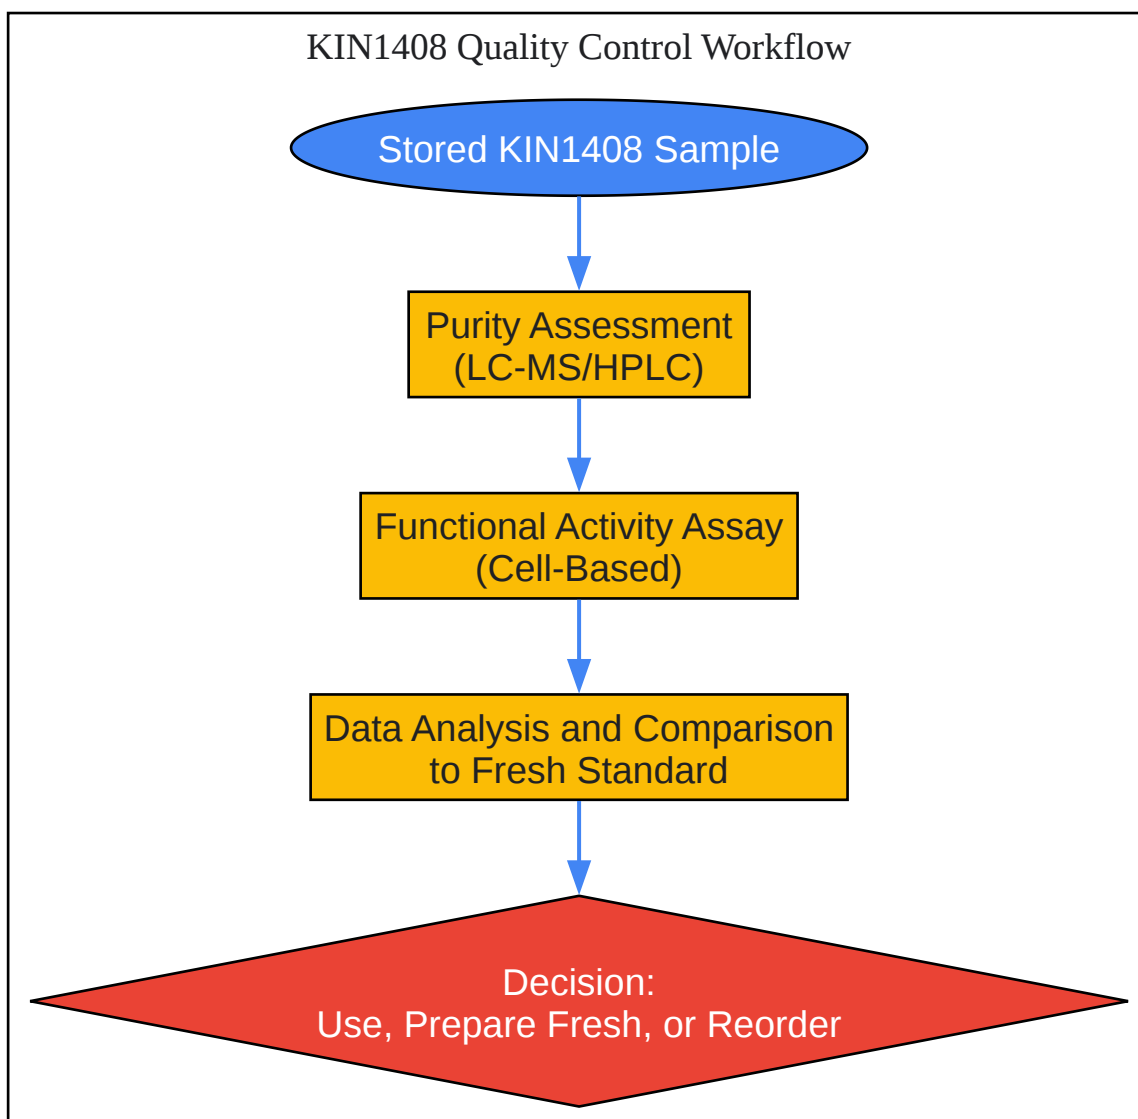 KIN1408 Quality Control Workflow
Stored KIN1408 Sample
Purity Assessment
(LC-MS/HPLC)
Functional Activity Assay
(Cell-Based)
Data Analysis and Comparison
to Fresh Standard
Decision:
Use, Prepare Fresh, or Reorder